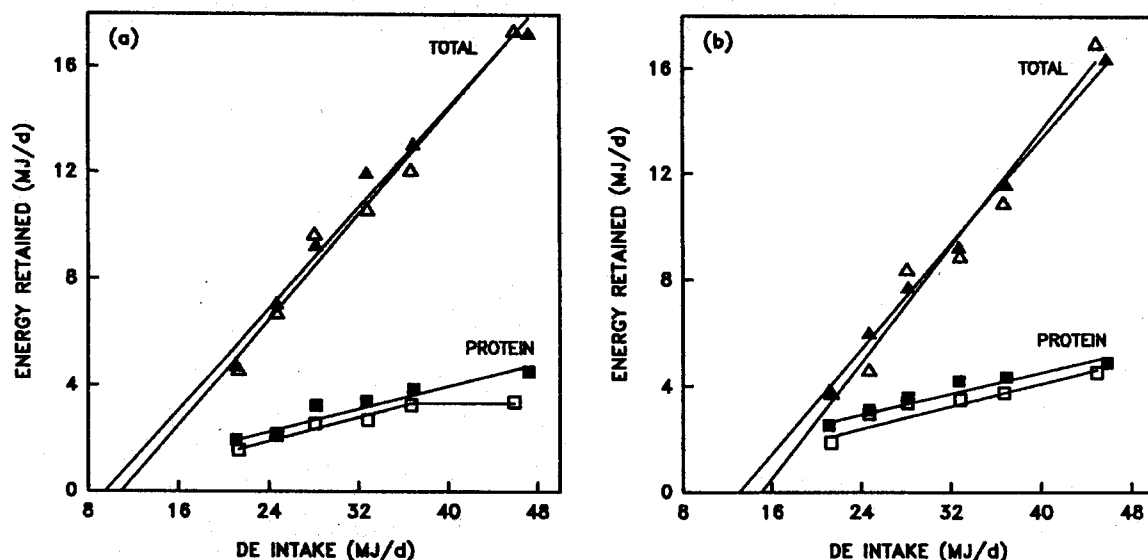 (a)
TOTAL
PROTEIN
ENERGY RETAINED (MJ/d)
16
12
8
4
0
8 16 24 32 40 48
DE INTAKE (MJ/d)
(b)
TOTAL
PROTEIN
ENERGY RETAINED (MJ/d)
16
12
8
4
0
8 16 24 32 40 48
DE INTAKE (MJ/d)